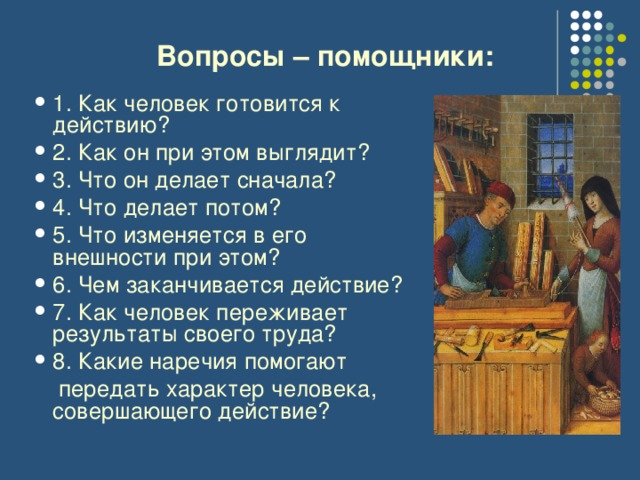 Вопросы – помощники:
1. Как человек готовится к
действию?
2. Как он при этом выглядит?
3. Что он делает сначала?
4. Что делает потом?
5. Что изменяется в его
внешности при этом?
6. Чем заканчивается действие?
7. Как человек переживает
результаты своего труда?
8. Какие наречия помогают
передать характер человека,
совершающего действие?